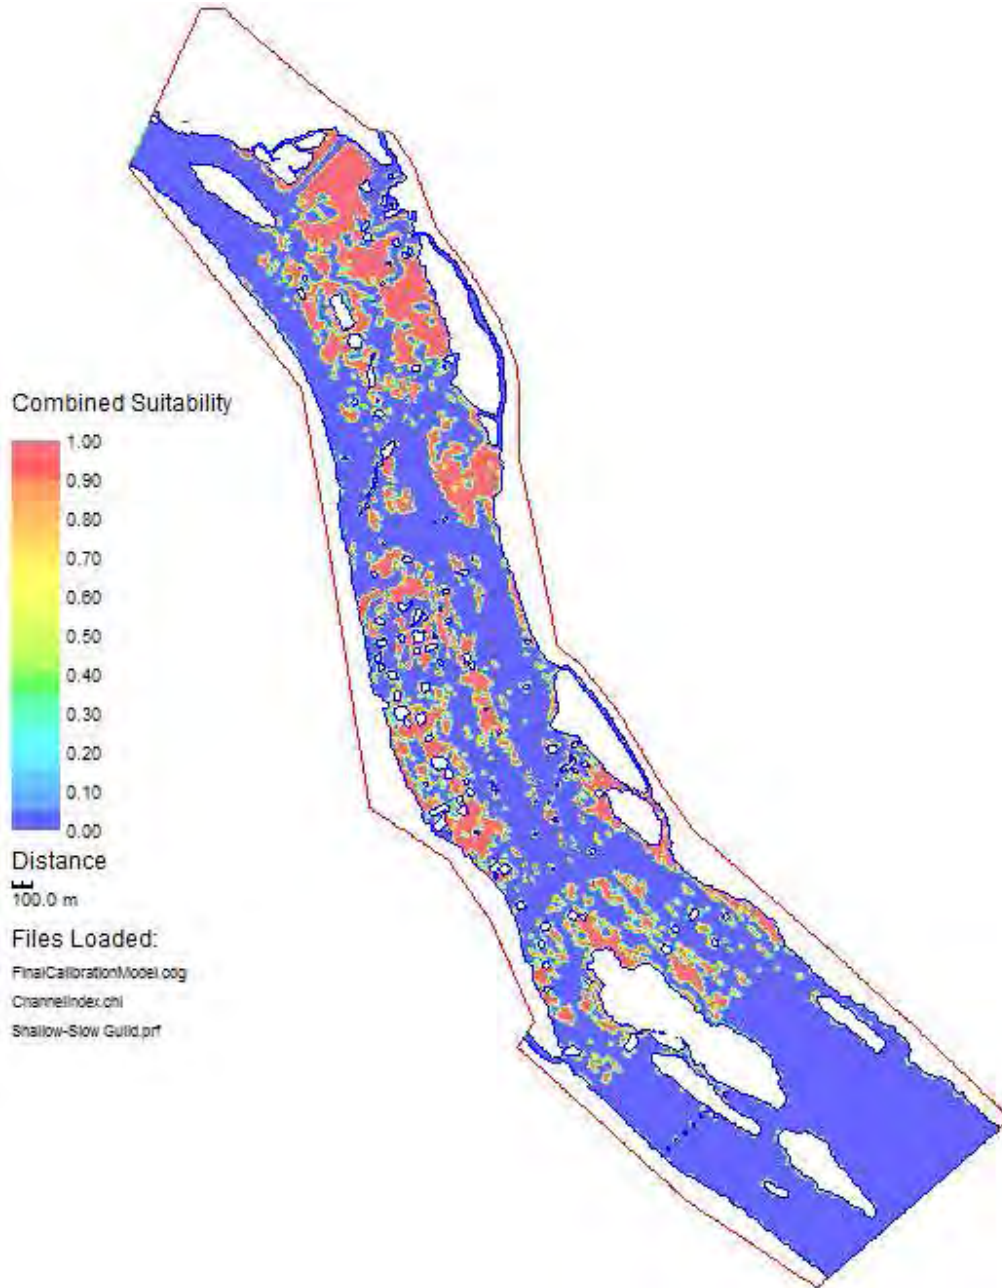 Combined Suitability
1.00
0.90
0.80
0.70
0.60
0.50
0.40
0.30
0.20
0.10
0.00
Distance
100.0 m
Files Loaded:
FinalCalibrationModel.cdg
ChannelIndex.chi
Shallow-Slow Guild.prf